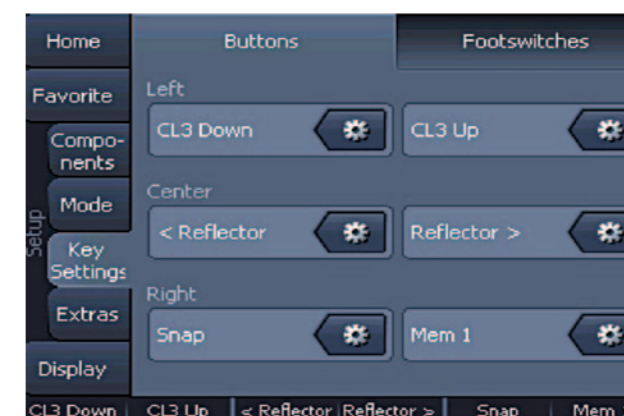 Home
Buttons
Footswitches
Favorite
Left
CL3 Down
CL3 Up
Compo-
nents
Center
Mode
< Reflector
Reflector >
Setup
Key
Settings
Right
Extras
Snap
Mem 1
Display
CL3 Down CL3 Up < Reflector Reflector > Snap Mem